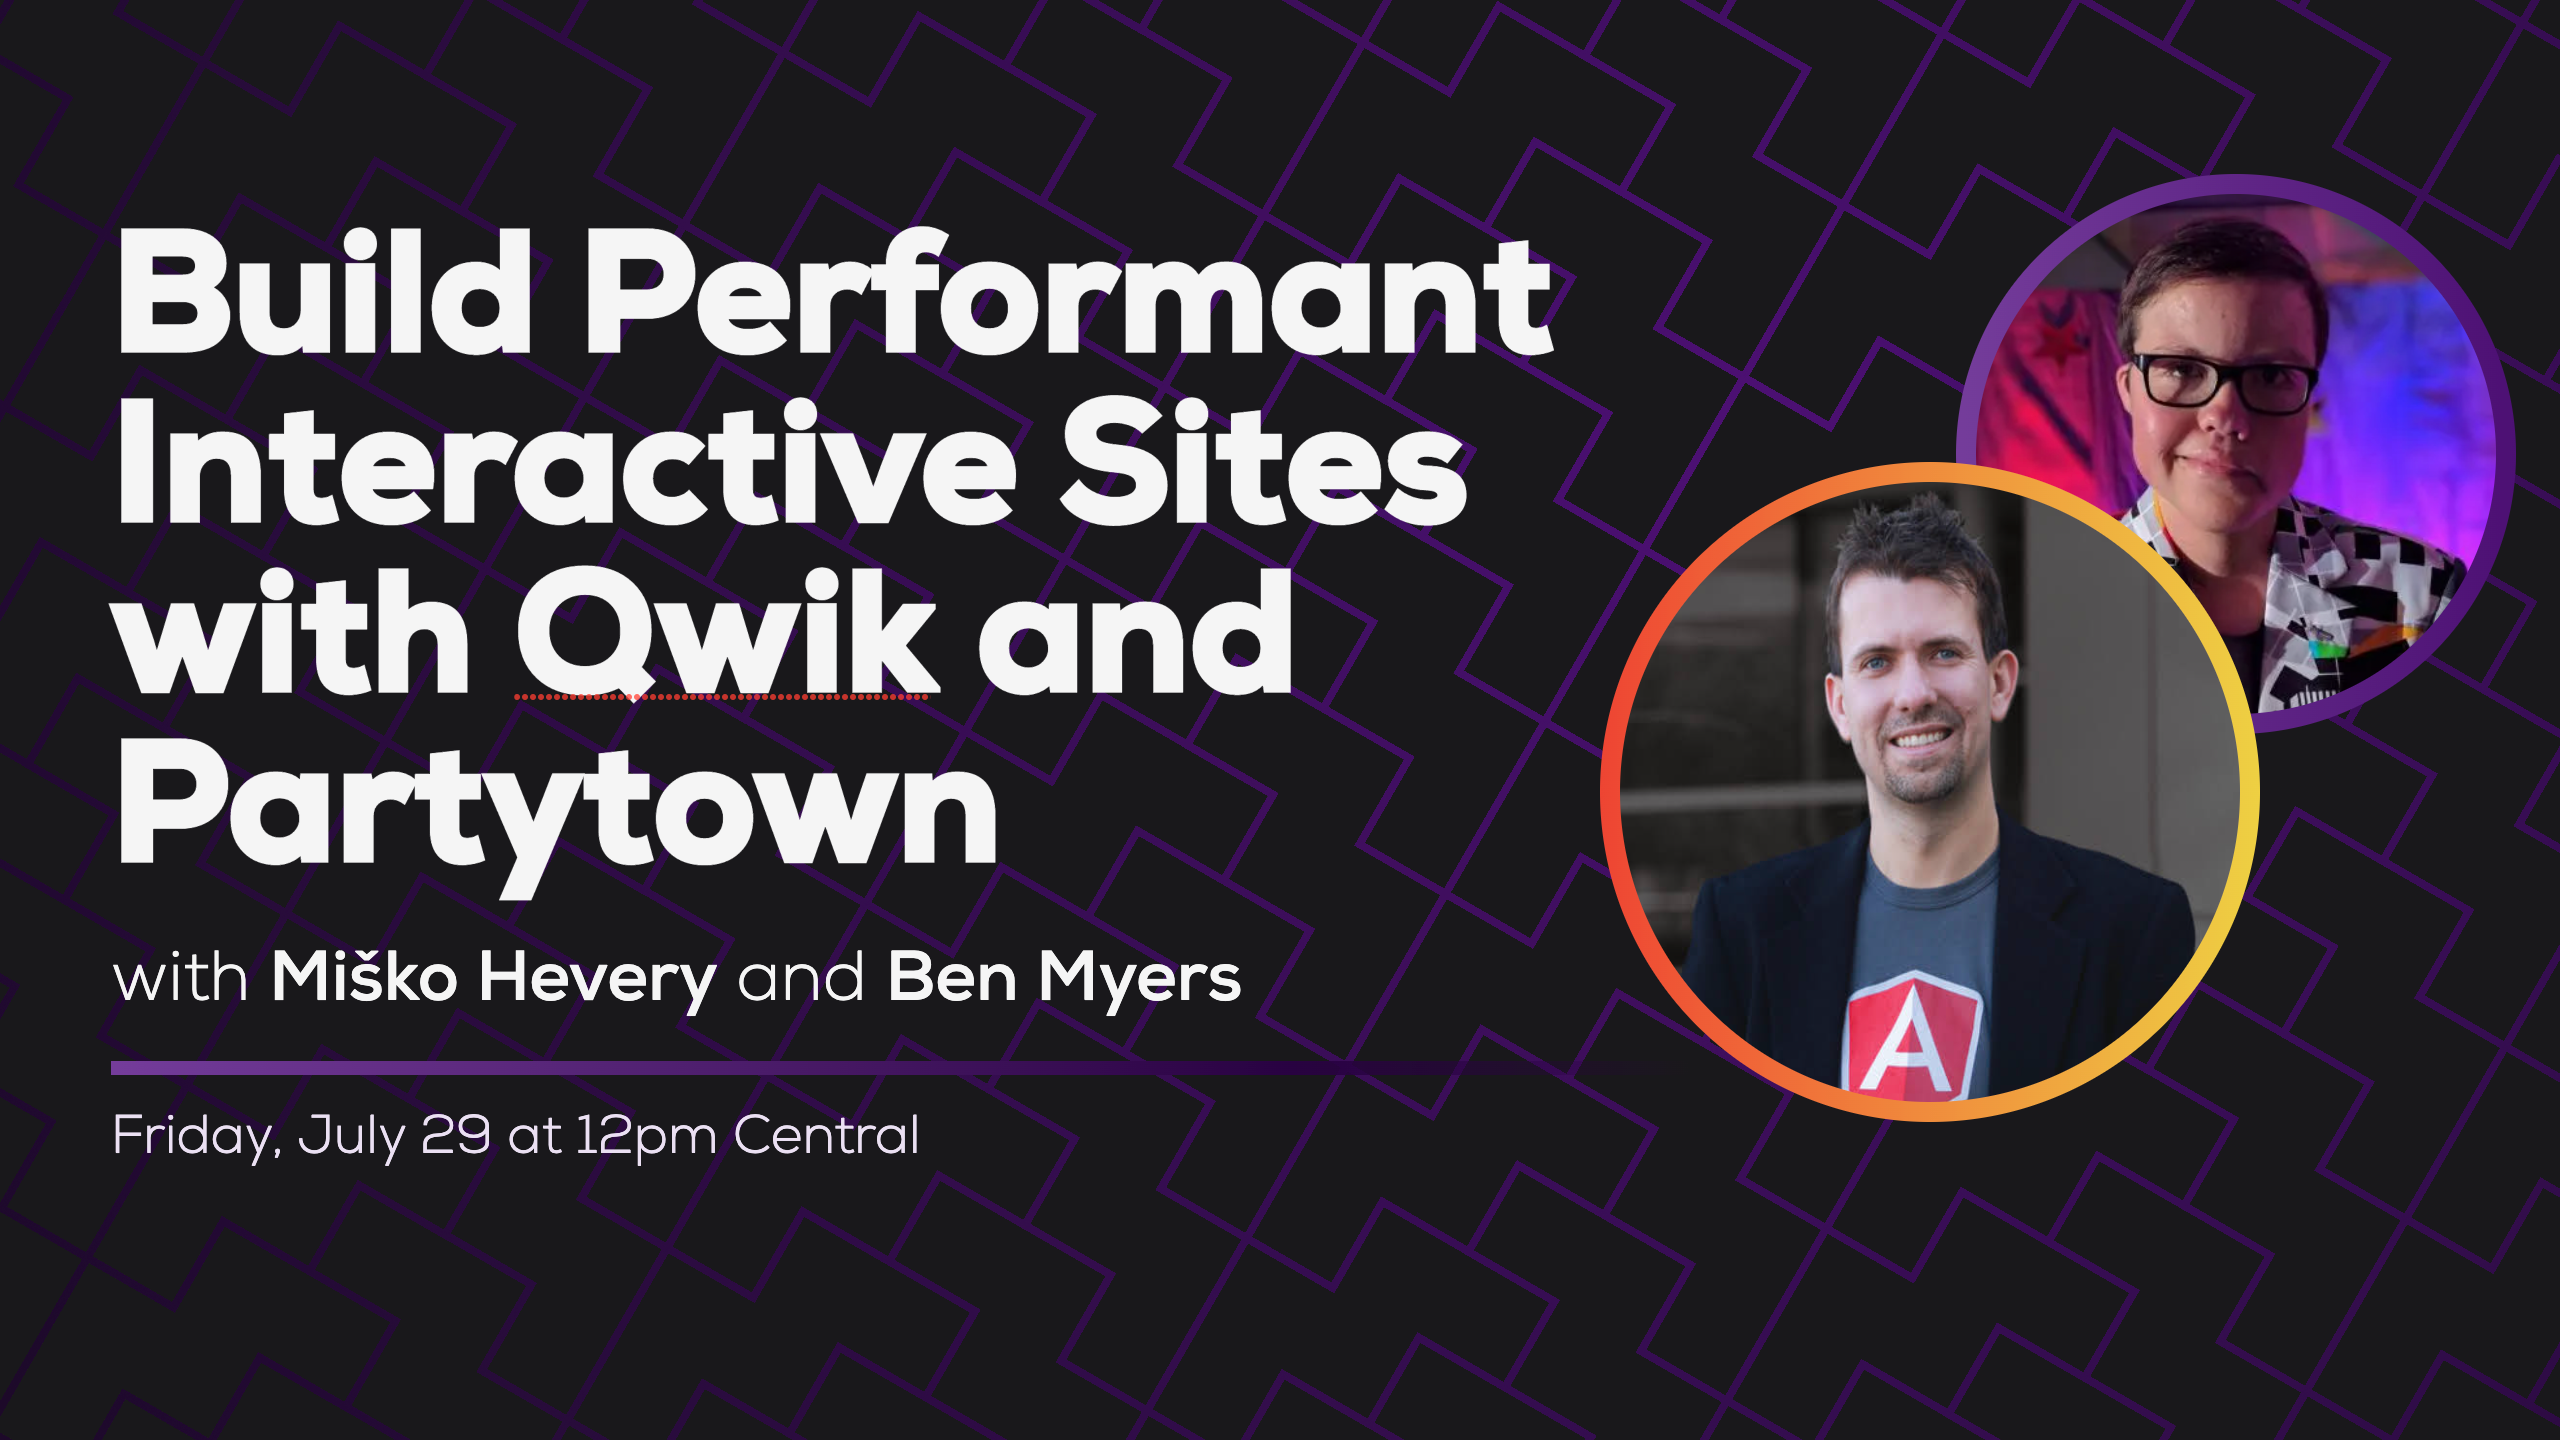 Build Performant
Interactive Sites
with Qwik and
Partytown
with Miško Hevery and Ben Myers
Friday, July 29 at 12pm Central
A